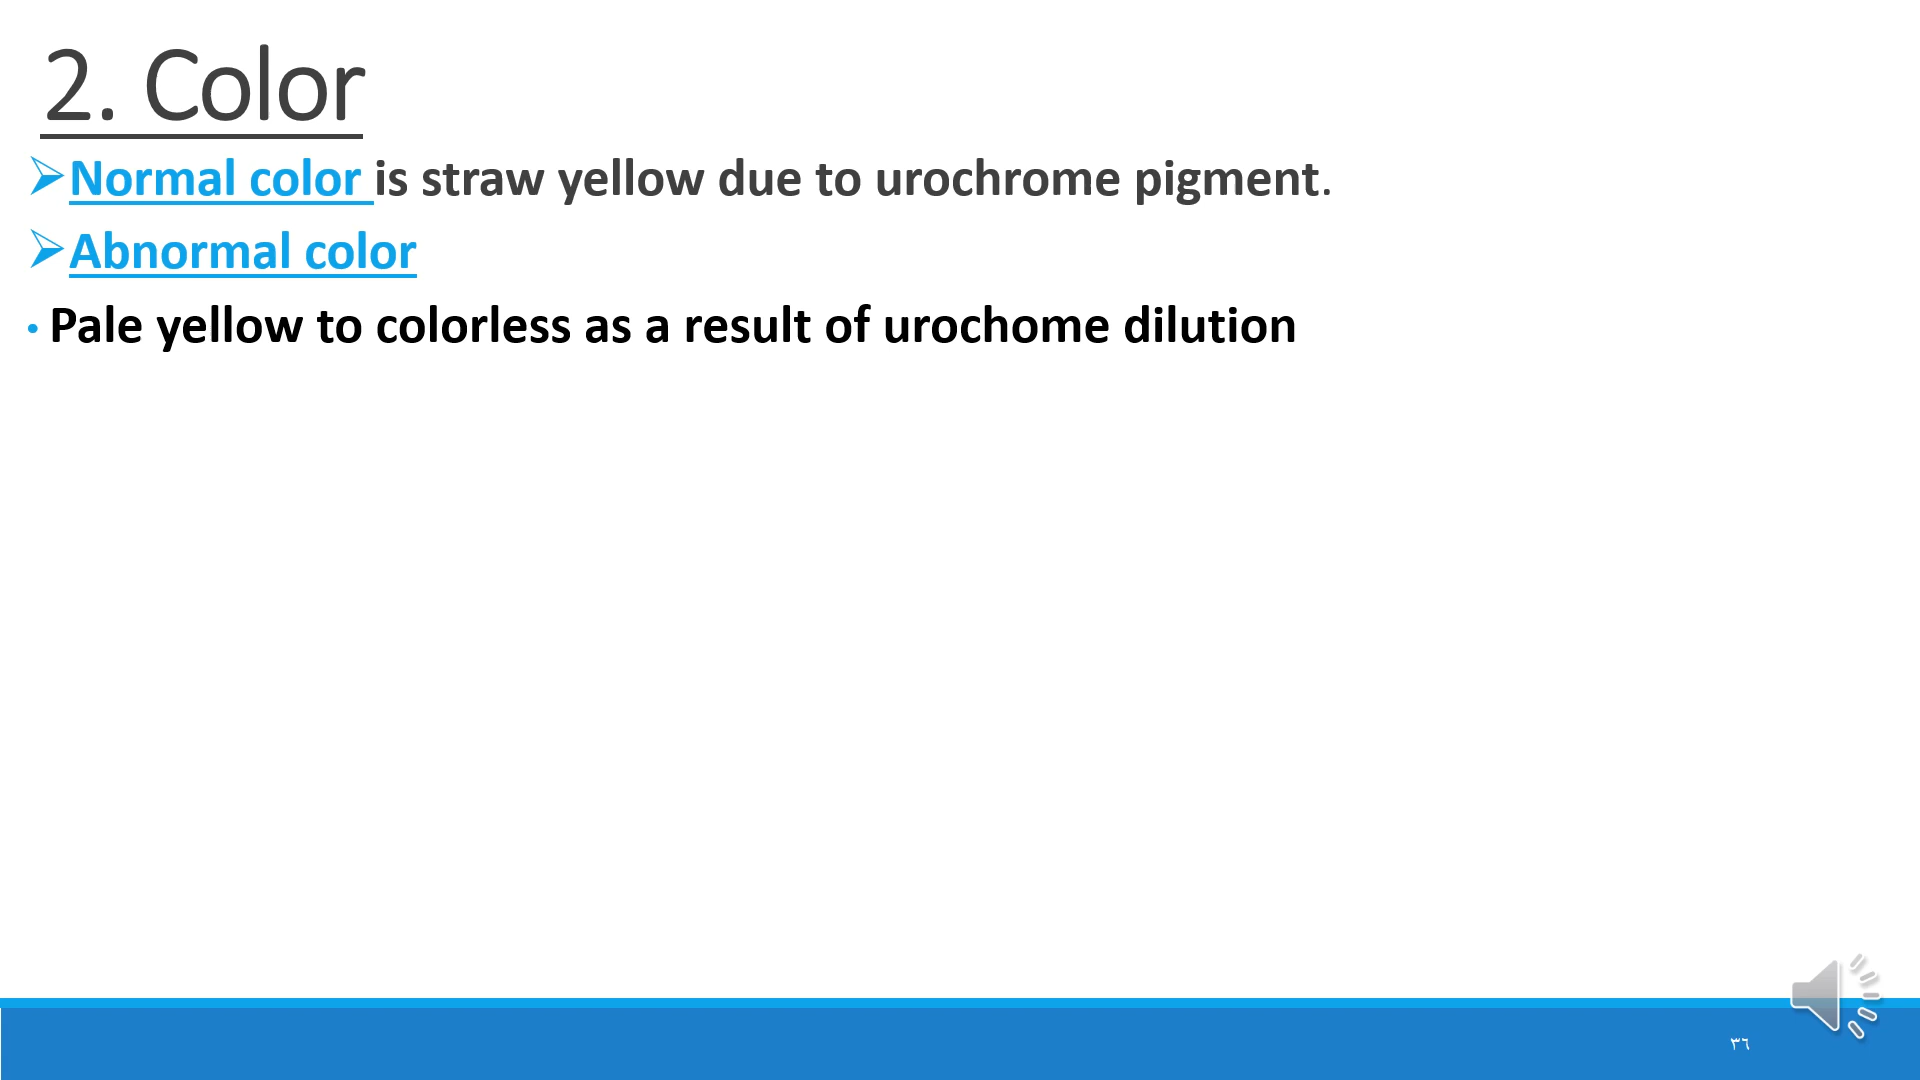 2. Color
➢Normal color is straw yellow due to urochrome pigment.
➢Abnormal color
• Pale yellow to colorless as a result of urochome dilution
٣٦